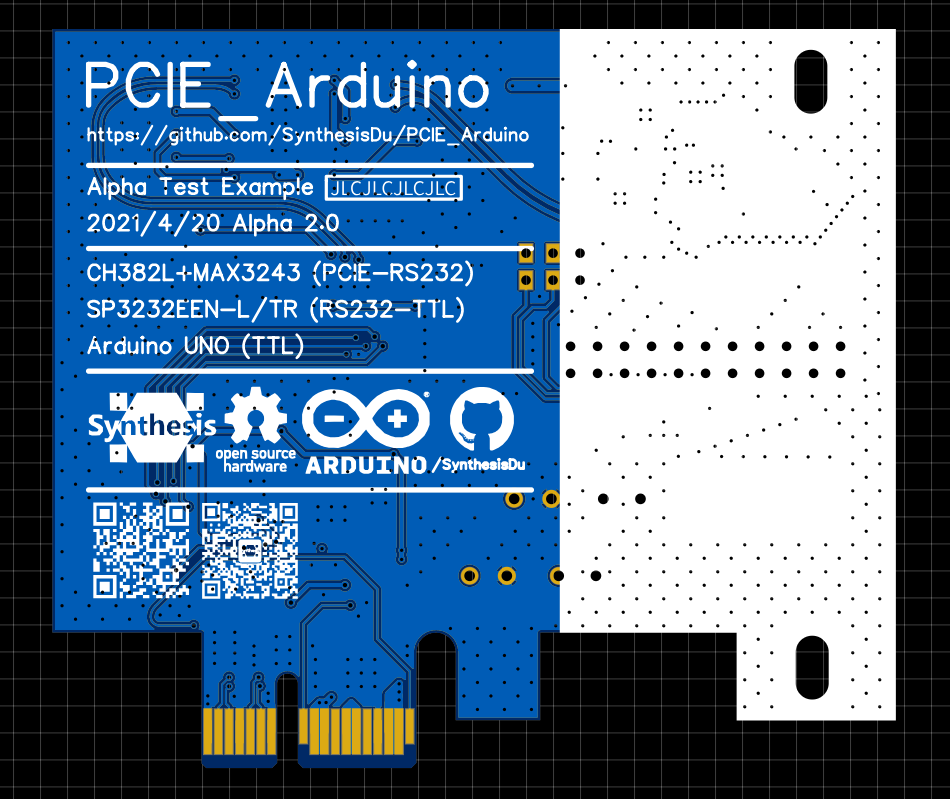 PCIE_Arduino
https://github.com/SynthesisDu/PCIE_Arduino
Alpha Test Example JLCJLCJLCJLC
2021/4/20 Alpha 2.0
CH382L+MAX3243 (PCIE-RS232)
SP3232EEN-L/TR (RS232-TTL)
Arduino UNO (TTL)
Synthesis
open source
hardware
ARDUINO
®
/SynthesisDu